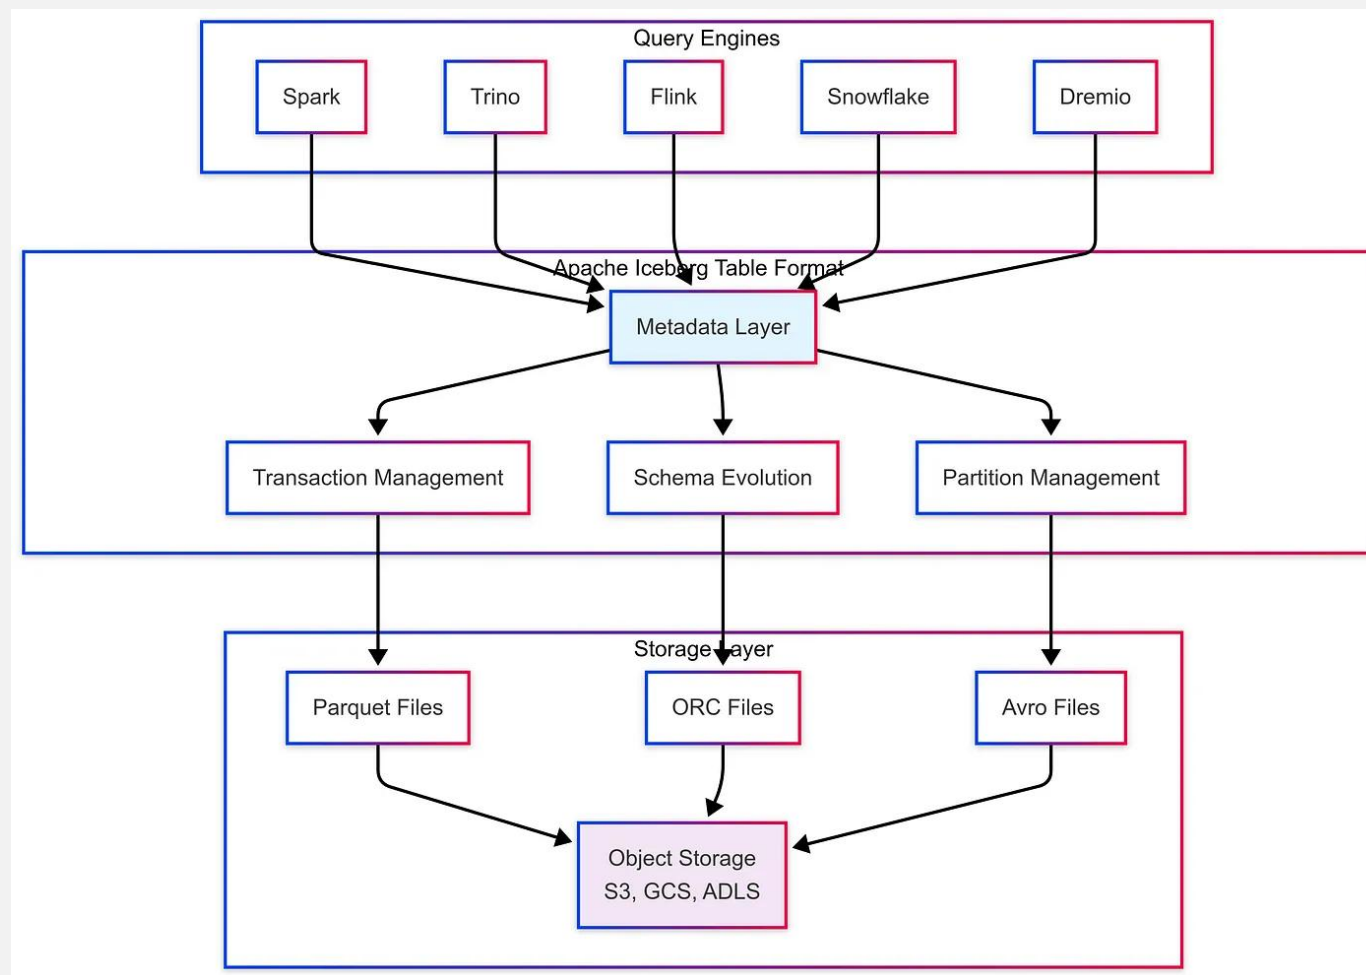 Query Engines
Spark
Trino
Flink
Snowflake
Dremio
Apache Iceberg Table Format
Metadata Layer
Transaction Management
Schema Evolution
Partition Management
Storage Layer
Parquet Files
ORC Files
Avro Files
Object Storage
S3, GCS, ADLS